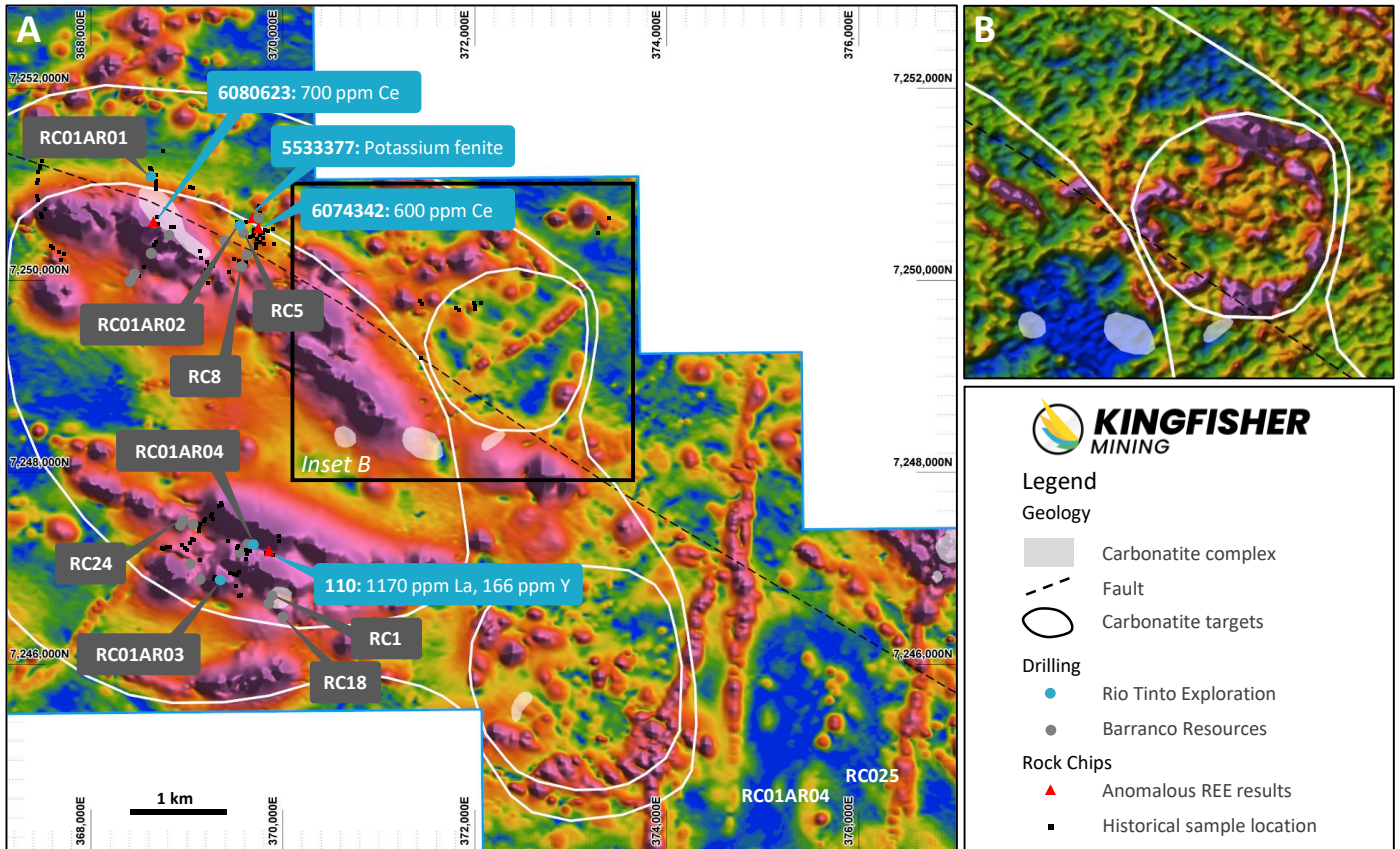 A
368,000E
370,000E
372,000E
374,000E
376,000E
7,252,000N
7,252,000N
6080623: 700 ppm Ce
RC01AR01
5533377: Potassium fenite
6074342: 600 ppm Ce
7,250,000N
7,250,000N
RC01AR02
RC5
RC8
Inset B
7,248,000N
7,248,000N
RC01AR04
RC24
110: 1170 ppm La, 166 ppm Y
RC1
RC01AR03
RC18
7,246,000N
7,246,000N
RC025
RC01AR04
1 km
368,000E
370,000E
372,000E
374,000E
376,000E
B
KINGFISHER
MINING
Legend
Geology
Carbonatite complex
Fault
Carbonatite targets
Drilling
Rio Tinto Exploration
Barranco Resources
Rock Chips
Anomalous REE results
Historical sample location